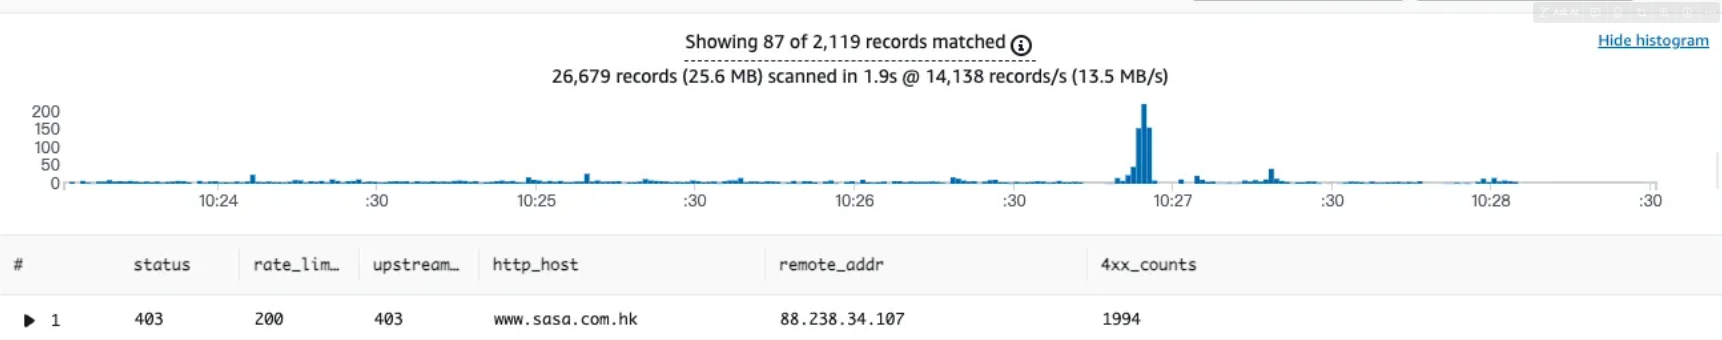 Ask AI
Showing 87 of 2,119 records matched
Hide histogram
26,679 records (25.6 MB) scanned in 1.9s @ 14,138 records/s (13.5 MB/s)
200
150
100
50
0
10:24 :30 10:25 :30 10:26 :30 10:27 :30 10:28 :30
# status rate_lim… upstream… http_host remote_addr 4xx_counts
1 403 200 403 www.sasa.com.hk 88.238.34.107 1994